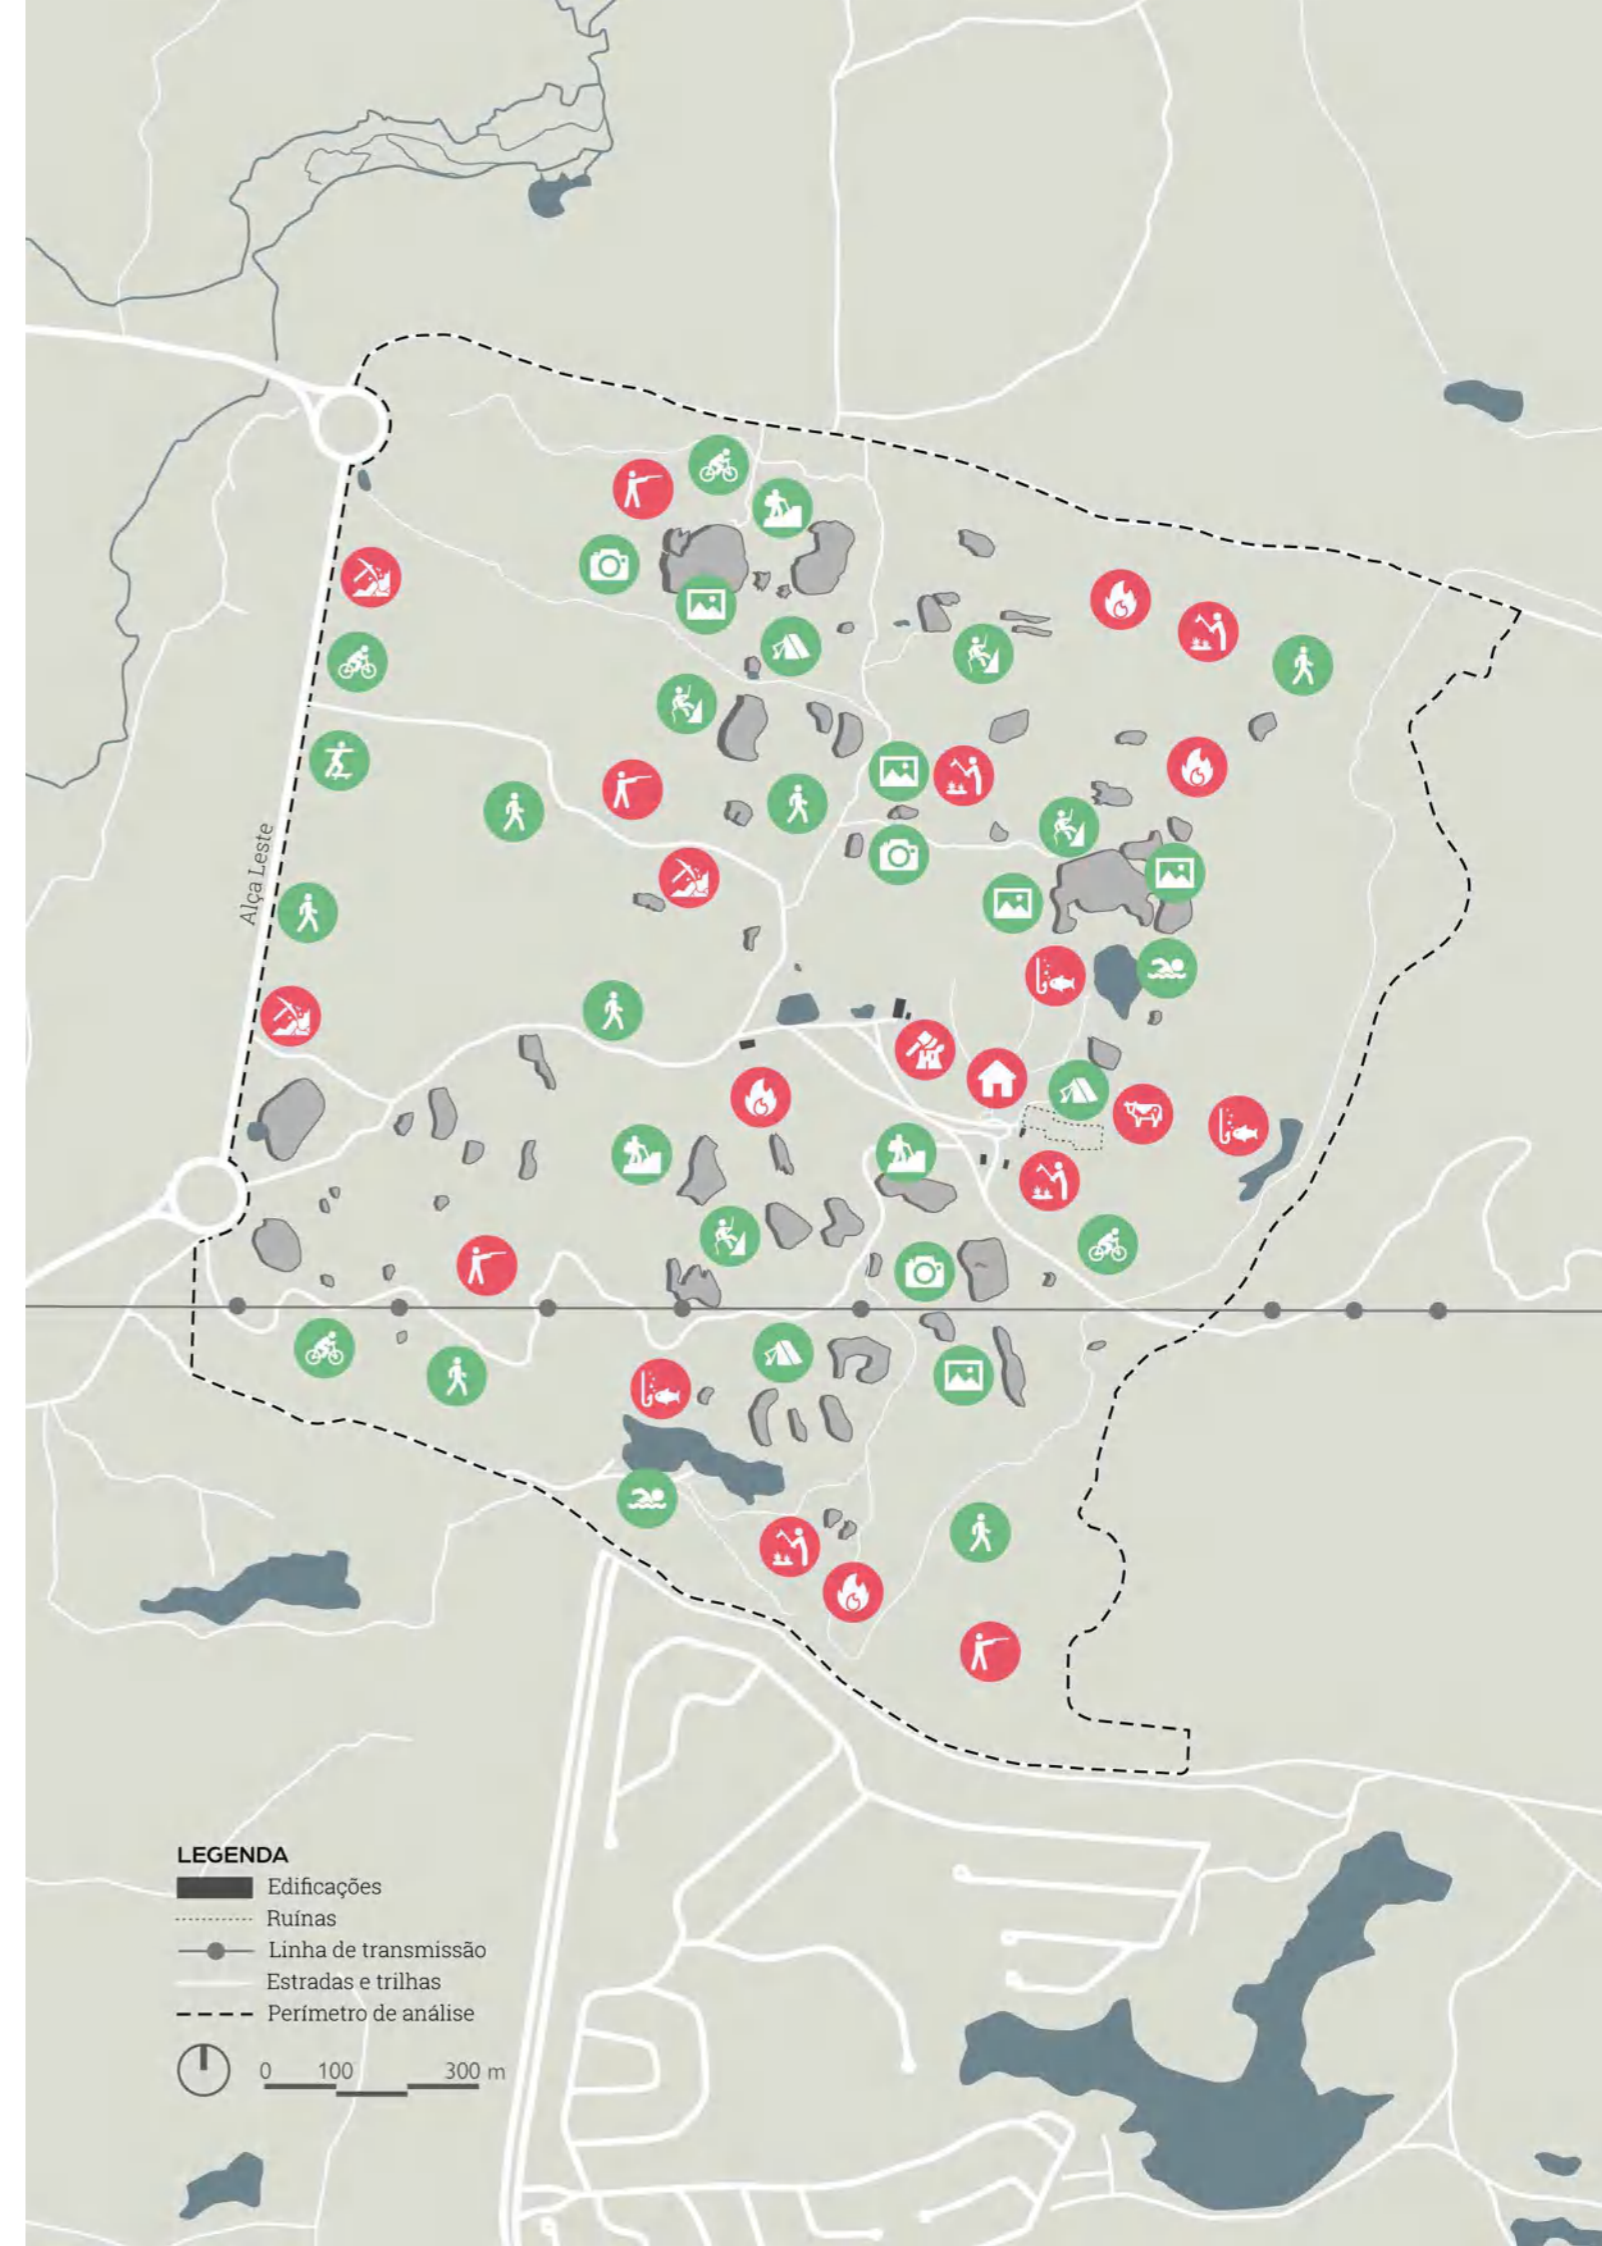 Alça Leste
LEGENDA
Edificações
Ruínas
Linha de transmissão
Estradas e trilhas
Perímetro de análise
0 100 300 m